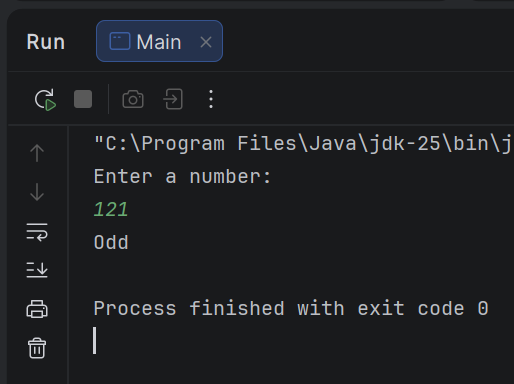 Run Main
"C:\Program Files\Java\jdk-25\bin\j
Enter a number:
121
Odd
Process finished with exit code 0